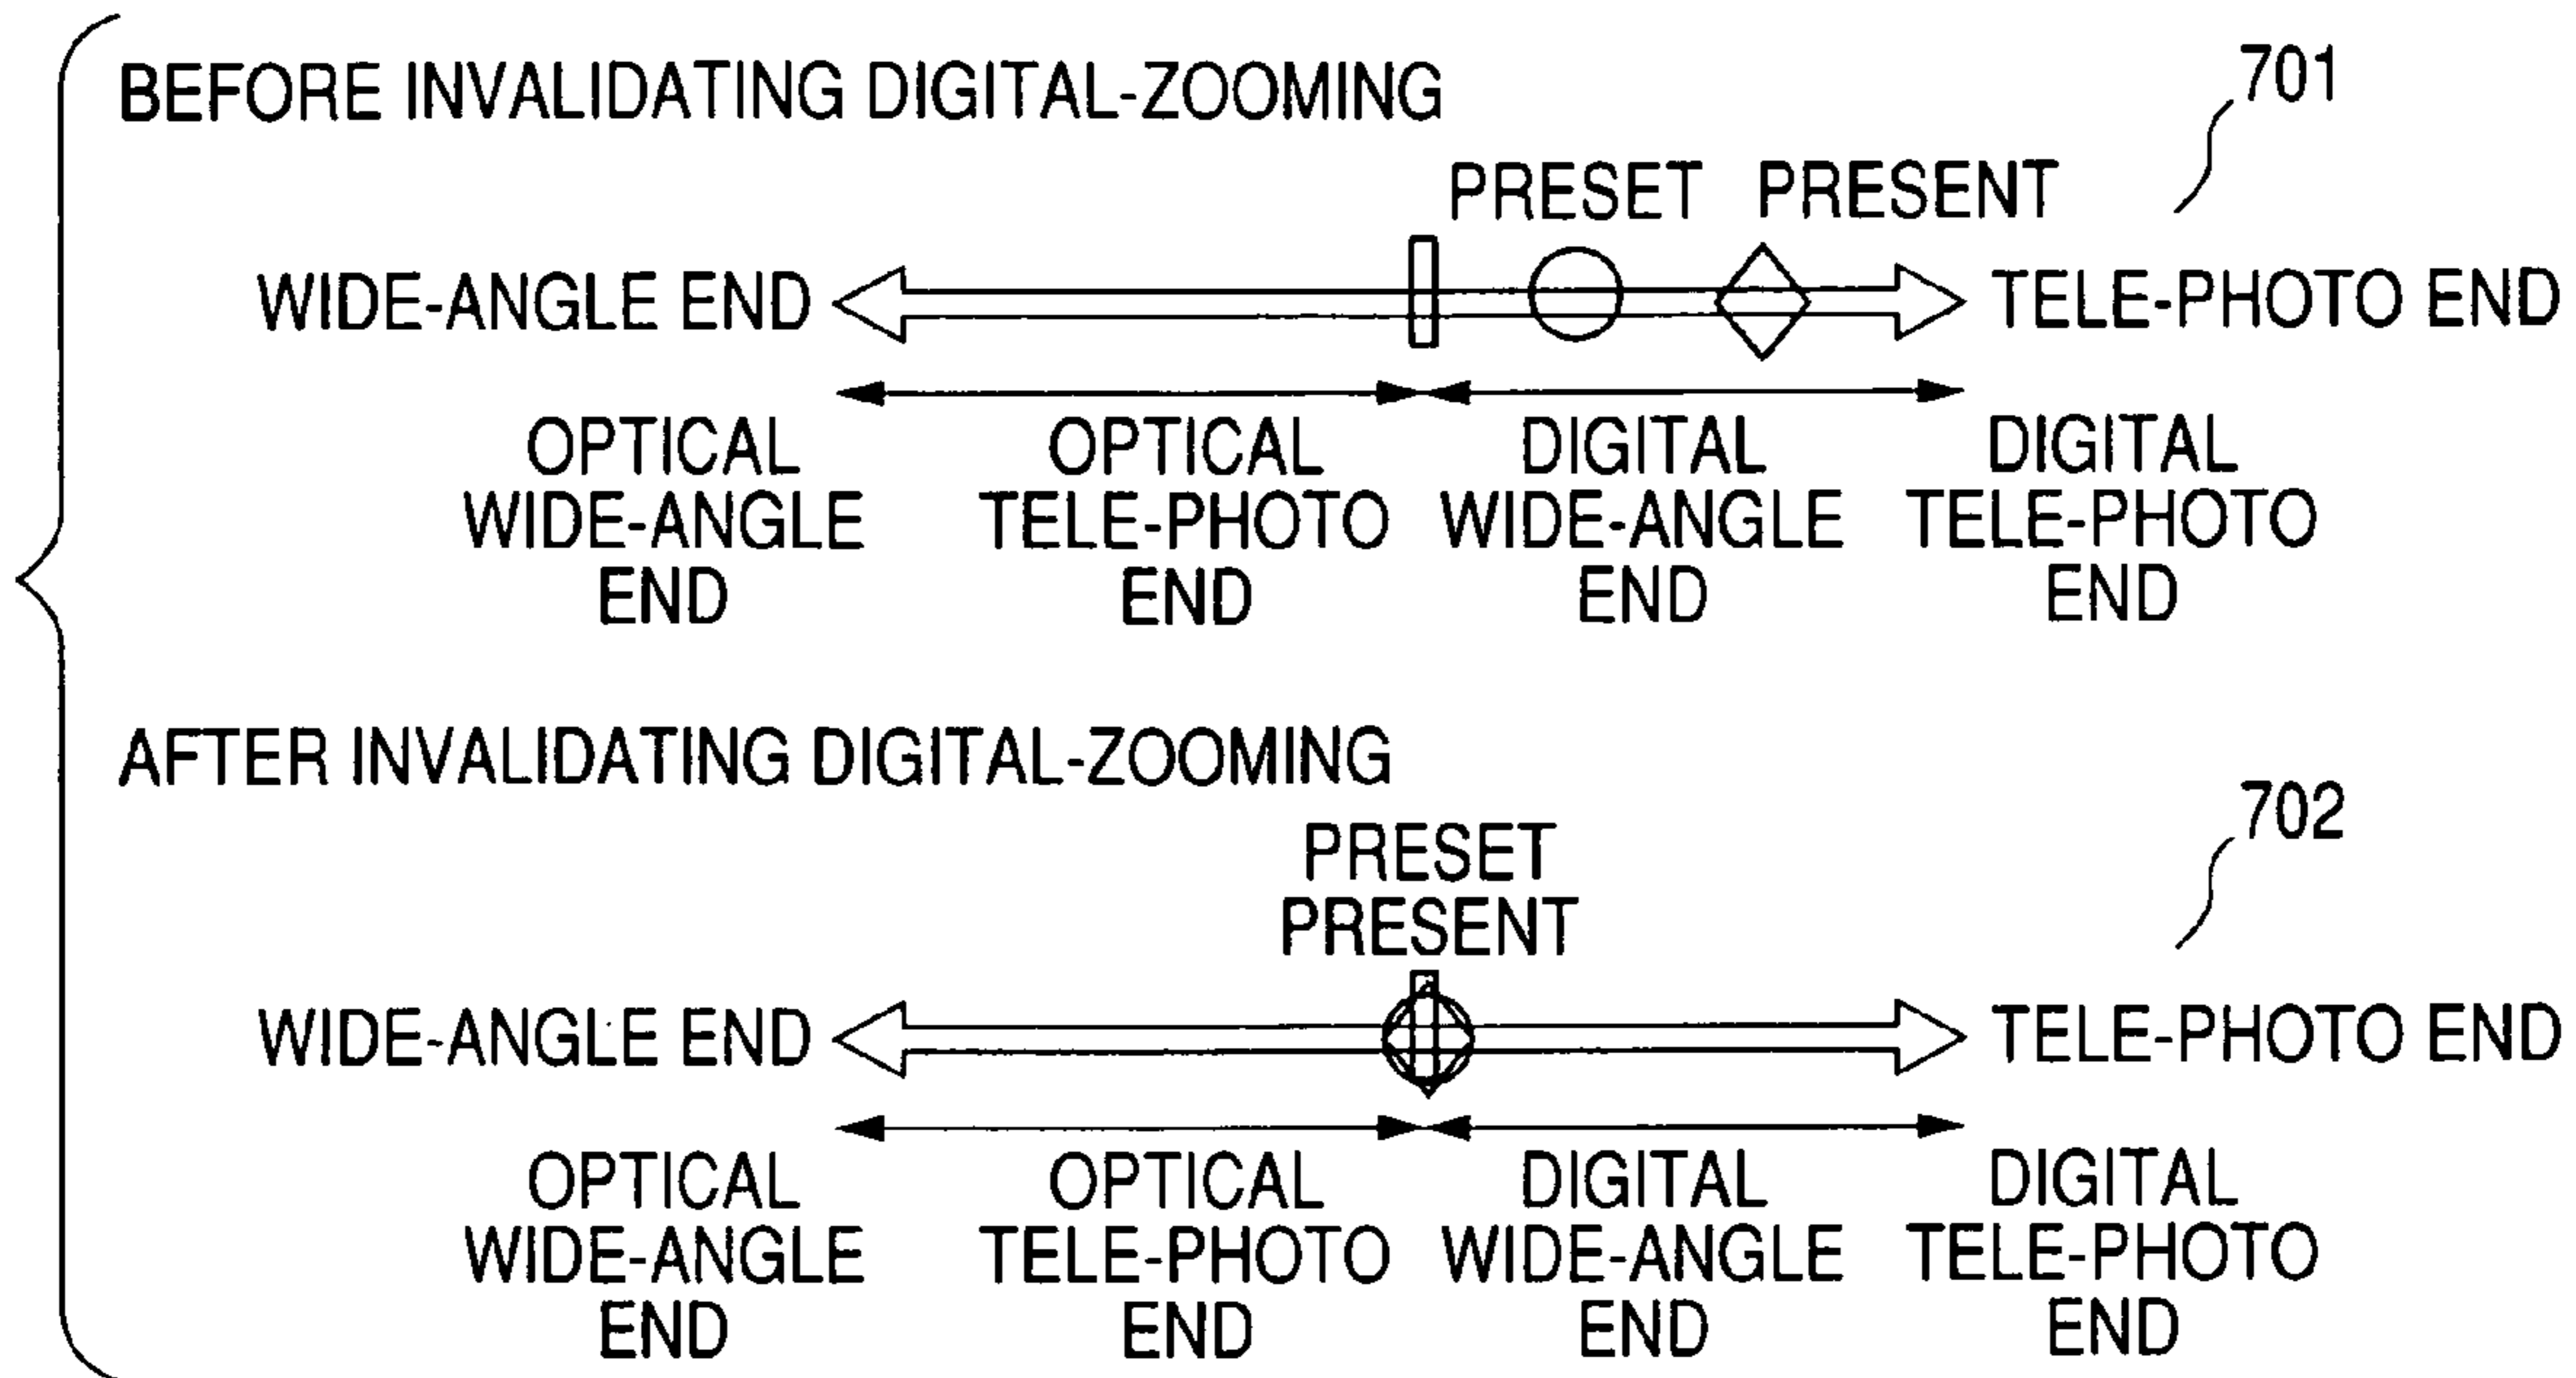 BEFORE INVALIDATING DIGITAL-ZOOMING
701
PRESET PRESENT
WIDE-ANGLE END TELE-PHOTO END
OPTICAL OPTICAL DIGITAL DIGITAL
WIDE-ANGLE TELE-PHOTO WIDE-ANGLE TELE-PHOTO
END END END END
AFTER INVALIDATING DIGITAL-ZOOMING
702
PRESET
PRESENT
WIDE-ANGLE END TELE-PHOTO END
OPTICAL OPTICAL DIGITAL DIGITAL
WIDE-ANGLE TELE-PHOTO WIDE-ANGLE TELE-PHOTO
END END END END